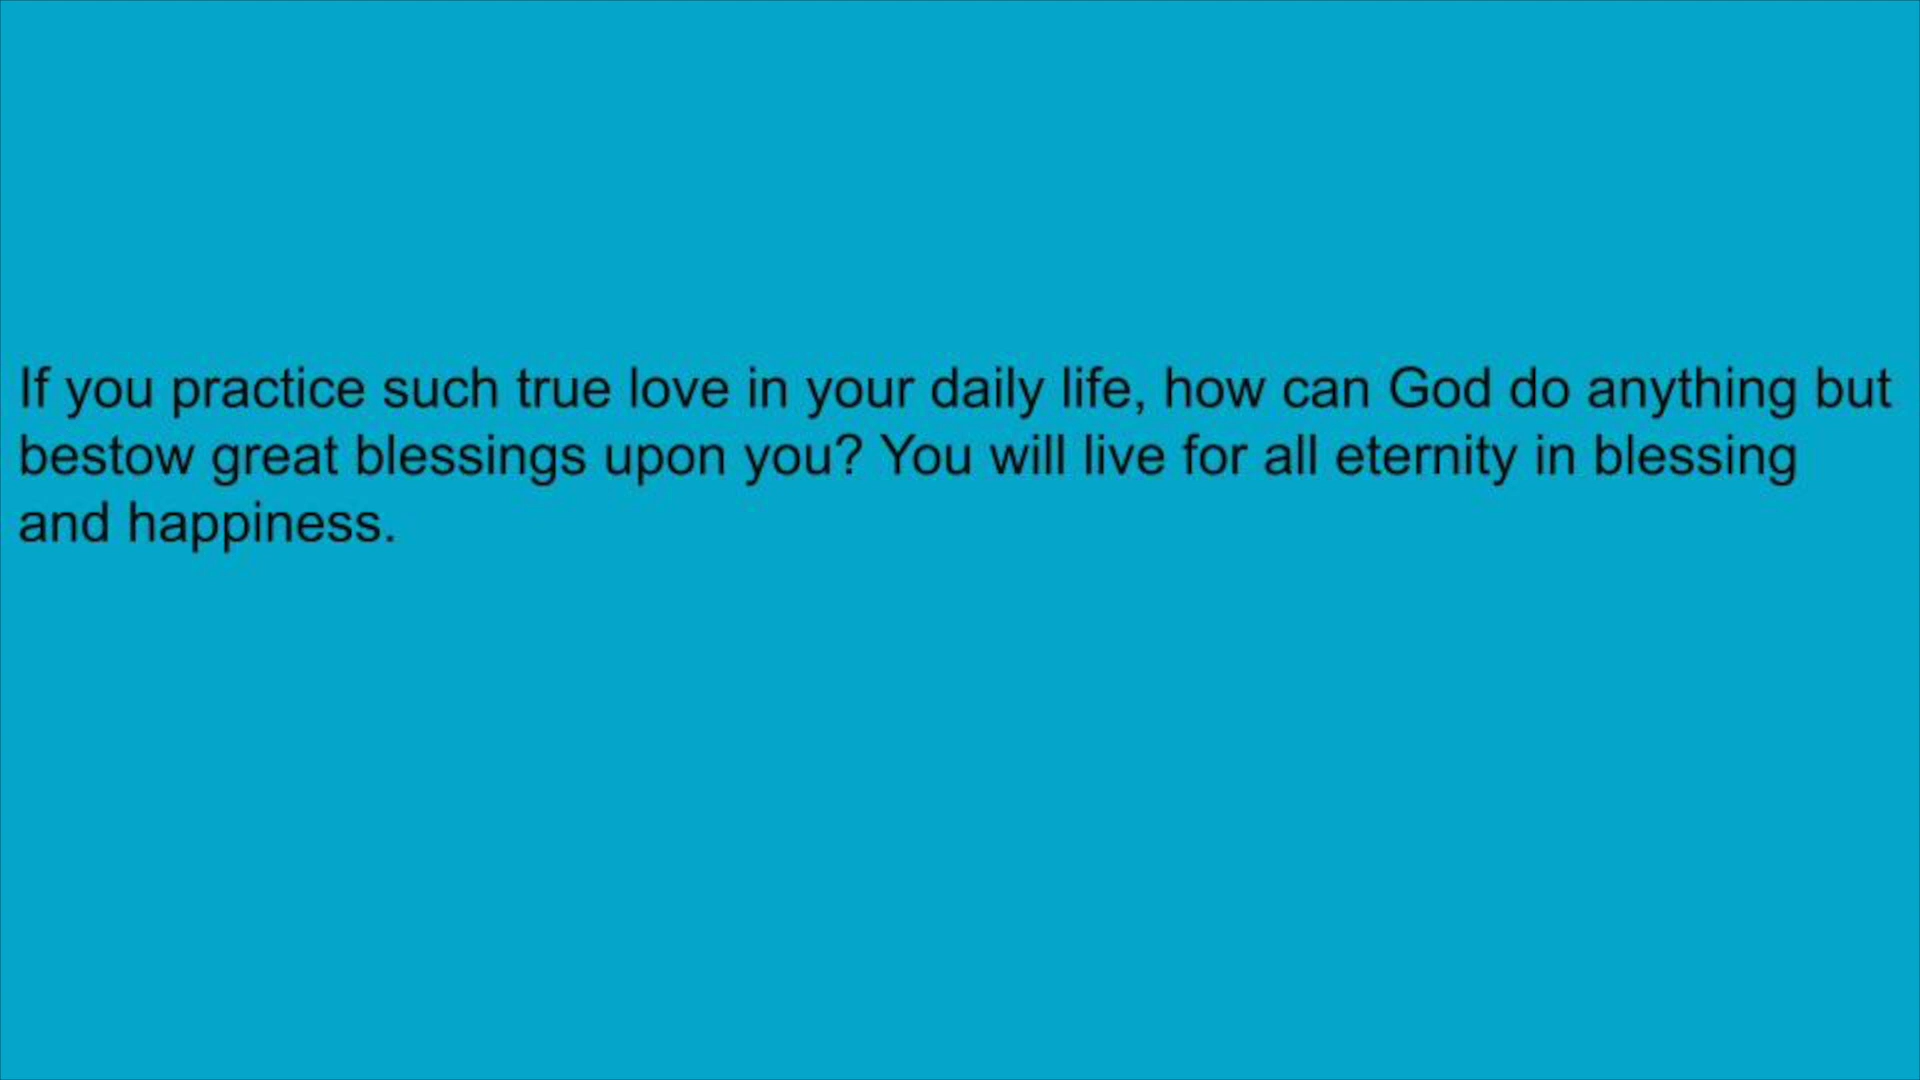 If you practice such true love in your daily life, how can God do anything but
bestow great blessings upon you? You will live for all eternity in blessing
and happiness.